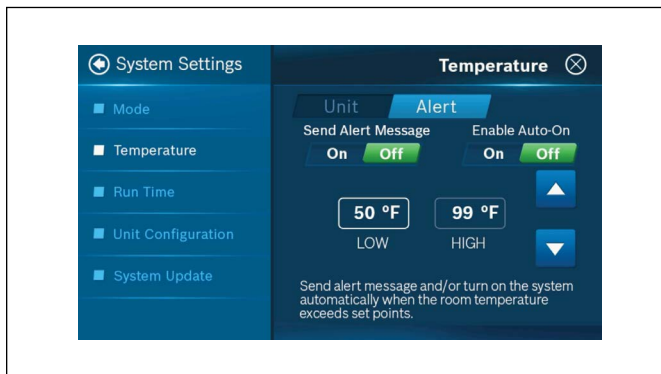 System Settings
Temperature
Mode
Temperature
Run Time
Unit Configuration
System Update
Unit Alert
Send Alert Message Enable Auto-On
On Off On Off
50 ºF 99 ºF
LOW HIGH
Send alert message and/or turn on the system
automatically when the room temperature
exceeds set points.